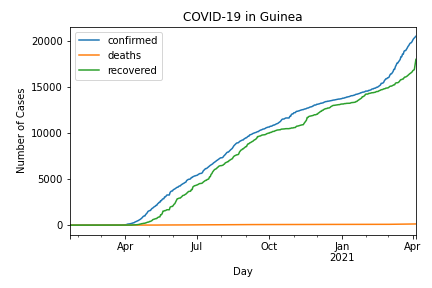 COVID-19 in Guinea
confirmed
deaths
recovered
Number of Cases
20000
15000
10000
5000
0
Apr
Jul
Oct
Jan
2021
Apr
Day